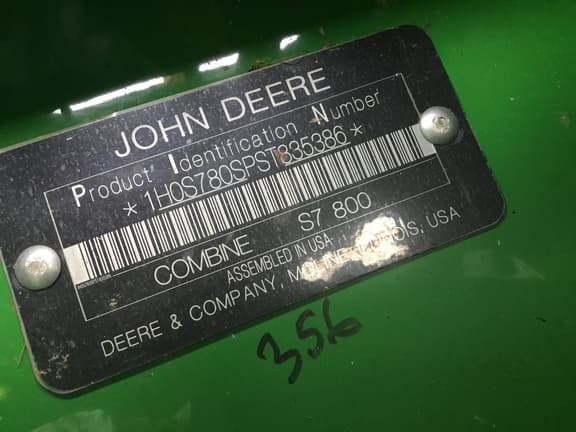 JOHN DEERE
Product Identification Number
*1H0S780SPST835386*
COMBINE S7 800
ASSEMBLED IN USA
DEERE & COMPANY, MOLINE, ILLINOIS, USA
356